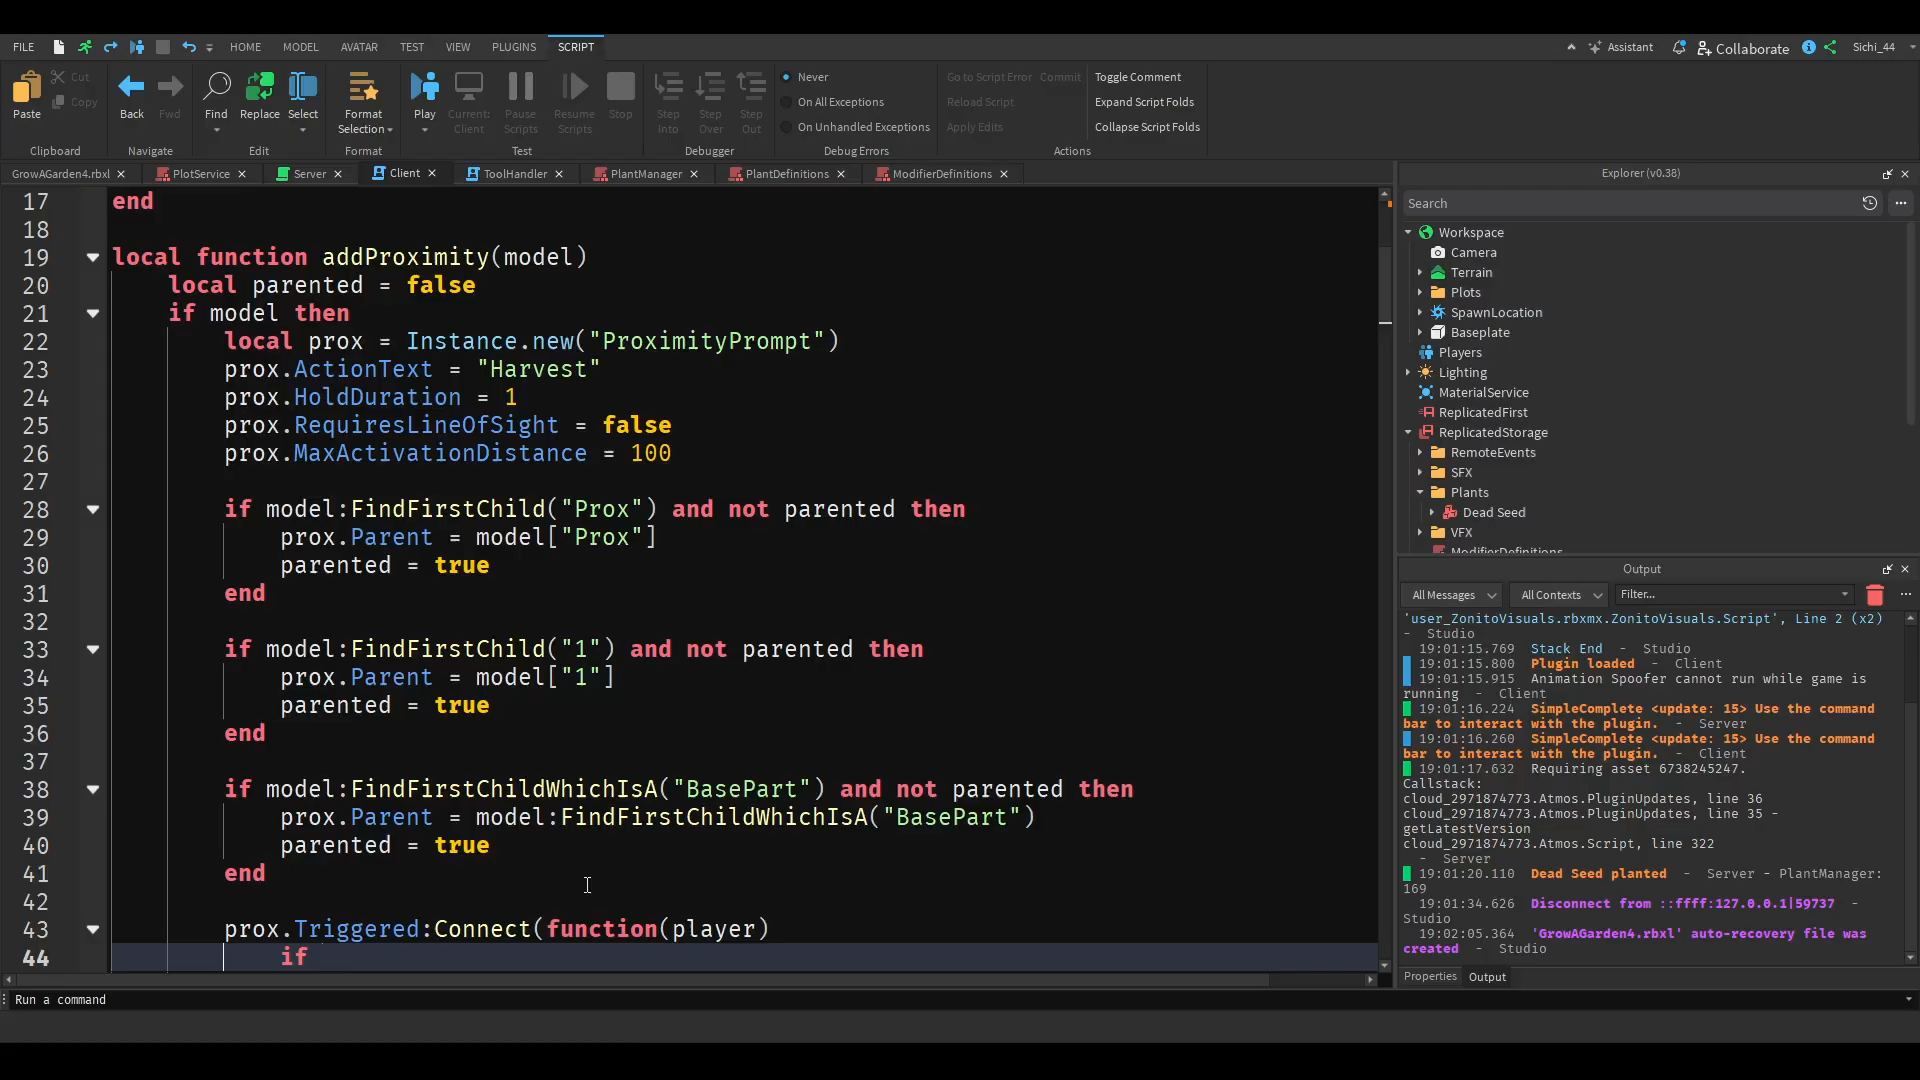 FILE HOME MODEL AVATAR TEST VIEW PLUGINS SCRIPT Assistant Collaborate Sichi_44
Paste Cut Copy
Clipboard
Back Fwd
Navigate
Find Replace Select
Edit
Format Selection
Format
Play Current: Client Pause Scripts Resume Scripts Stop
Test
Step Into Step Over Step Out
Debugger
Never
On All Exceptions
On Unhandled Exceptions
Debug Errors
Go to Script Error Commit
Reload Script
Apply Edits
Toggle Comment
Expand Script Folds
Collapse Script Folds
Actions
GrowAGarden4.rbxl PlotService Server Client ToolHandler PlantManager PlantDefinitions ModifierDefinitions
17 end
18
19 local function addProximity(model)
20 local parented = false
21 if model then
22 local prox = Instance.new("ProximityPrompt")
23 prox.ActionText = "Harvest"
24 prox.HoldDuration = 1
25 prox.RequiresLineOfSight = false
26 prox.MaxActivationDistance = 100
27
28 if model:FindFirstChild("Prox") and not parented then
29 prox.Parent = model["Prox"]
30 parented = true
31 end
32
33 if model:FindFirstChild("1") and not parented then
34 prox.Parent = model["1"]
35 parented = true
36 end
37
38 if model:FindFirstChildWhichIsA("BasePart") and not parented then
39 prox.Parent = model:FindFirstChildWhichIsA("BasePart")
40 parented = true
41 end
42
43 prox.Triggered:Connect(function(player)
44 if
Run a command
Explorer (v0.38)
Search
Workspace
Camera
Terrain
Plots
SpawnLocation
Baseplate
Players
Lighting
MaterialService
ReplicatedFirst
ReplicatedStorage
RemoteEvents
SFX
Plants
Dead Seed
VFX
ModifierDefinitions
Output
All Messages All Contexts Filter...
'user_ZonitoVisuals.rbxmx.ZonitoVisuals.Script', Line 2 (x2)
- Studio
19:01:15.769 Stack End - Studio
19:01:15.800 Plugin loaded - Client
19:01:15.915 Animation Spoofer cannot run while game is
running - Client
19:01:16.224 SimpleComplete <update: 15> Use the command
bar to interact with the plugin. - Server
19:01:16.260 SimpleComplete <update: 15> Use the command
bar to interact with the plugin. - Client
19:01:17.632 Requiring asset 6738245247.
Callstack:
cloud_2971874773.Atmos.PluginUpdates, line 36
cloud_2971874773.Atmos.PluginUpdates, line 35 -
getLatestVersion
cloud_2971874773.Atmos.Script, line 322
- Server
19:01:20.110 Dead Seed planted - Server - PlantManager:
169
19:01:34.626 Disconnect from ::ffff:127.0.0.1|59737 -
Studio
19:02:05.364 'GrowAGarden4.rbxl' auto-recovery file was
created - Studio
Properties Output